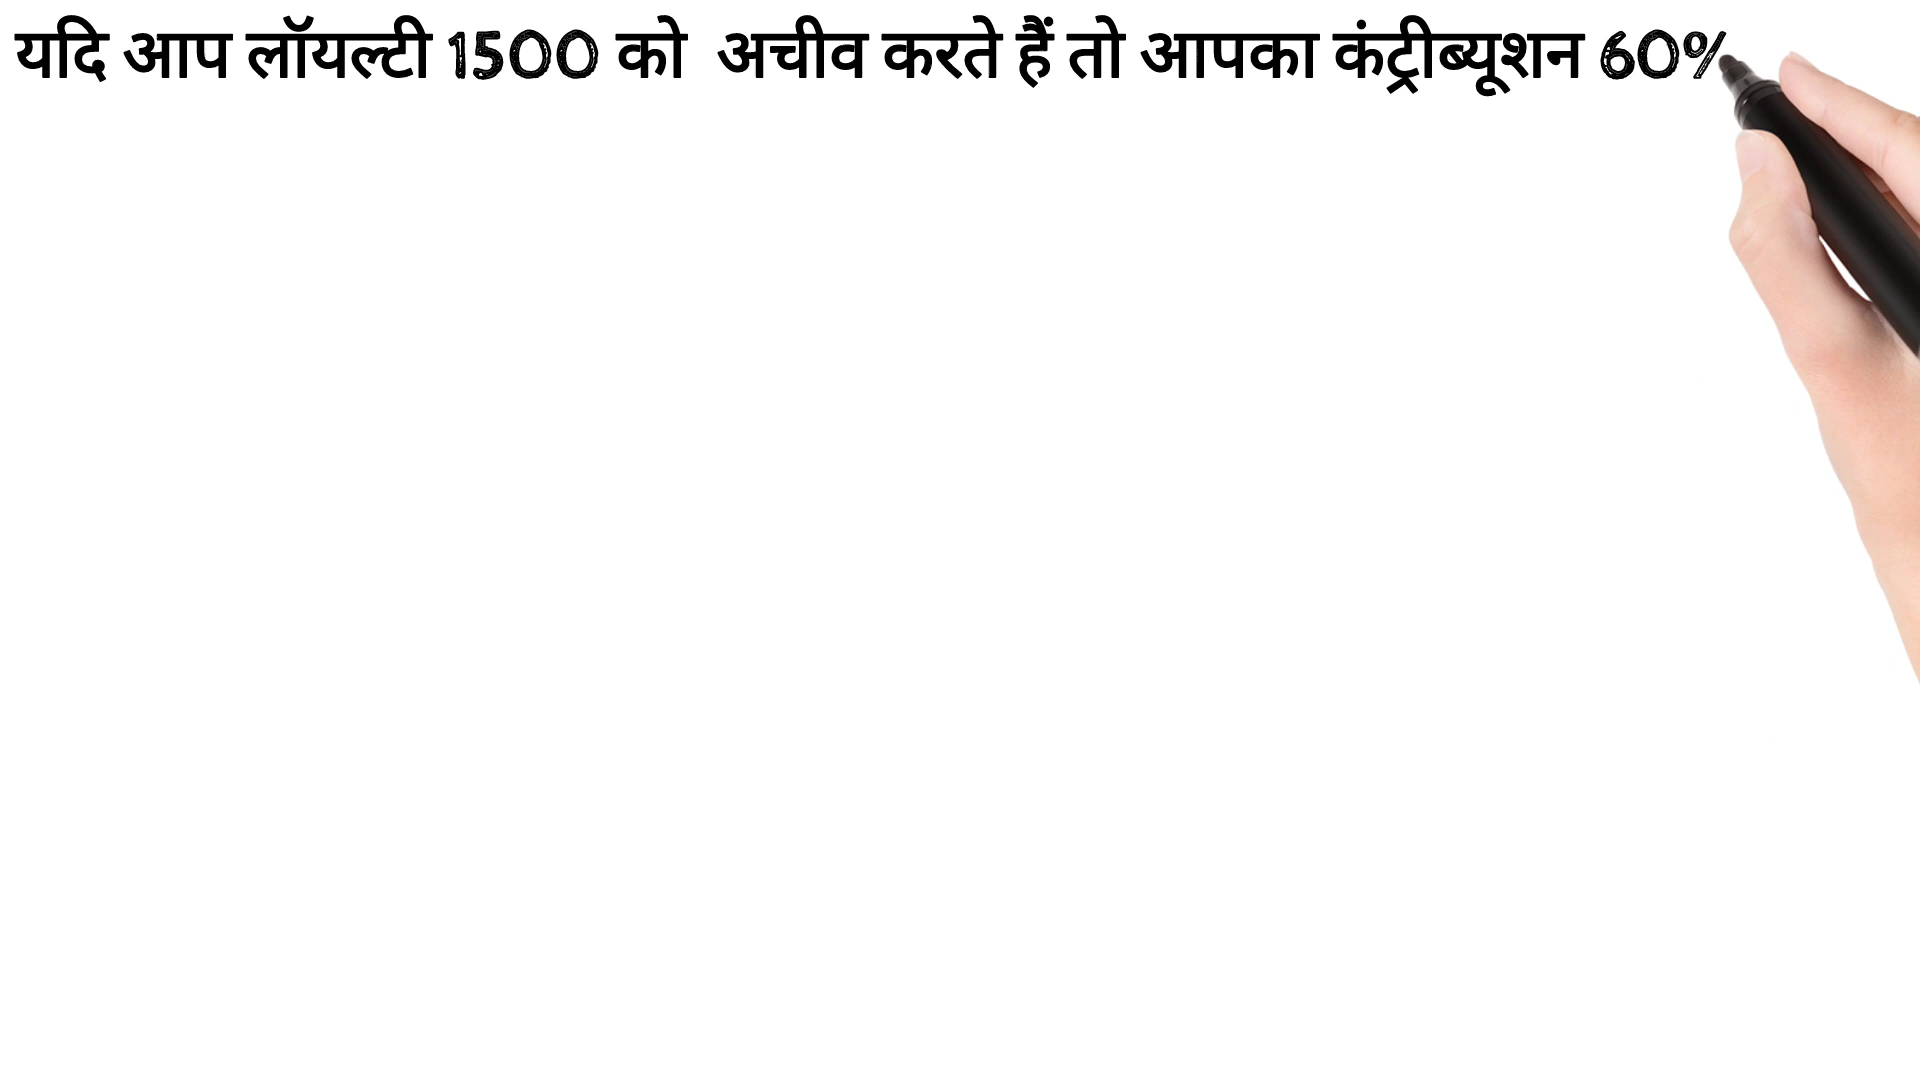 यदि आप लॉयल्टी 1500 को अचीव करते हैं तो आपका कंट्रीब्यूशन 60%